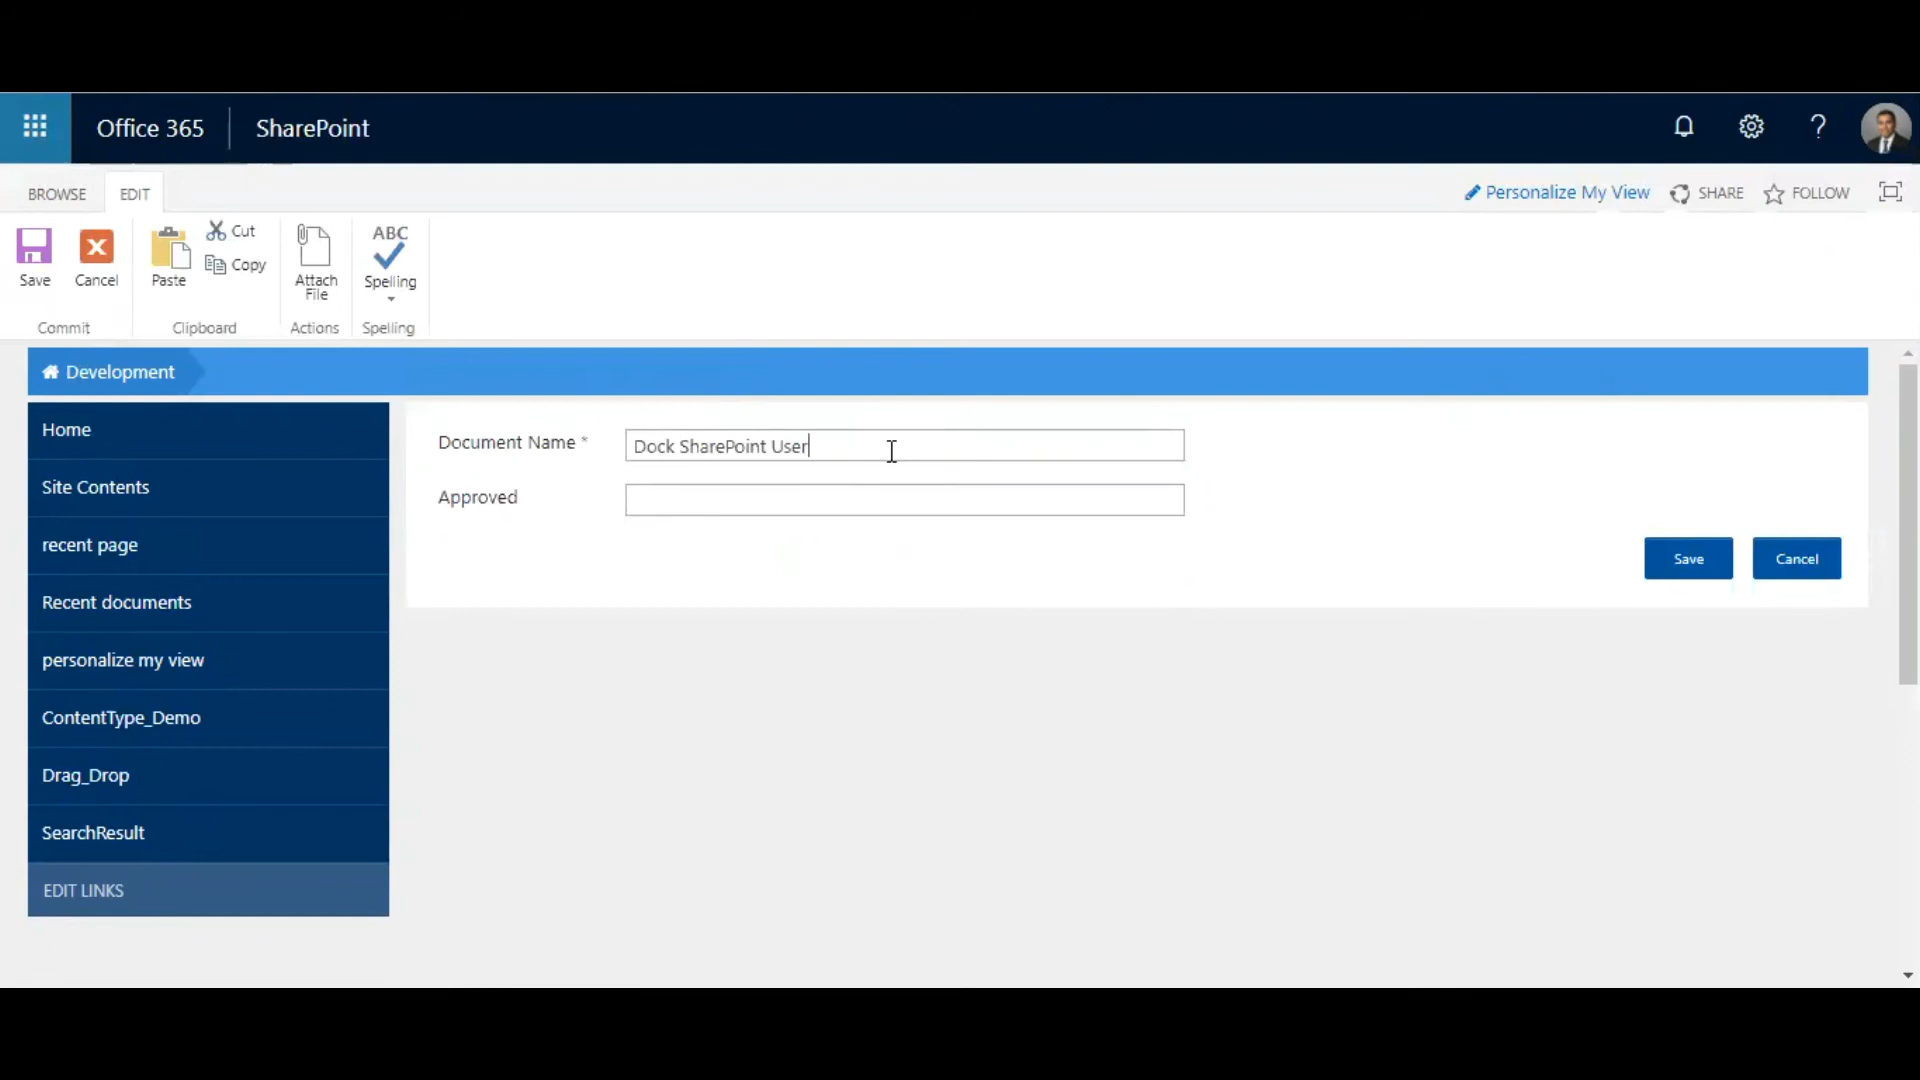 Office 365 SharePoint
BROWSE EDIT Personalize My View SHARE FOLLOW
Save Cancel Paste Cut Copy Attach File ABC Spelling
Commit Clipboard Actions Spelling
Development
Home
Site Contents
recent page
Recent documents
personalize my view
ContentType_Demo
Drag_Drop
SearchResult
EDIT LINKS
Document Name * Dock SharePoint User
Approved
Save Cancel